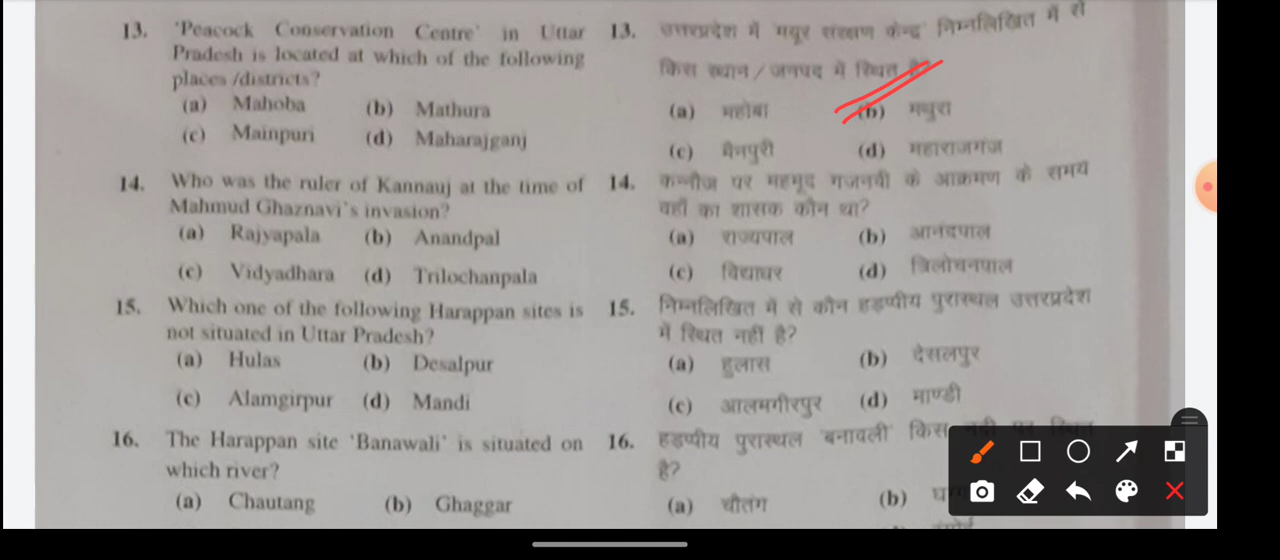 13. 'Peacock Conservation Centre' in Uttar
Pradesh is located at which of the following
places /districts?
(a) Mahoba (b) Mathura
(c) Mainpuri (d) Maharajganj
14. Who was the ruler of Kannauj at the time of
Mahmud Ghaznavi's invasion?
(a) Rajyapala (b) Anandpal
(c) Vidyadhara (d) Trilochanpala
15. Which one of the following Harappan sites is
not situated in Uttar Pradesh?
(a) Hulas (b) Desalpur
(c) Alamgirpur (d) Mandi
16. The Harappan site 'Banawali' is situated on
which river?
(a) Chautang (b) Ghaggar
13. उत्तरप्रदेश में 'मयूर संरक्षण केन्द्र' निम्नलिखित में से
किस स्थान / जनपद में स्थित है?
(a) महोबा (b) मथुरा
(c) मैनपुरी (d) महाराजगंज
14. कन्नौज पर महमूद गजनवी के आक्रमण के समय
वहाँ का शासक कौन था?
(a) राज्यपाल (b) आनंदपाल
(c) विद्याधर (d) त्रिलोचनपाल
15. निम्नलिखित में से कौन हड़प्पीय पुरास्थल उत्तरप्रदेश
में स्थित नहीं है?
(a) हुलास (b) देसलपुर
(c) आलमगीरपुर (d) माण्डी
16. हड़प्पीय पुरास्थल 'बनावली' किस नदी पर स्थित
है?
(a) चौतंग (b)